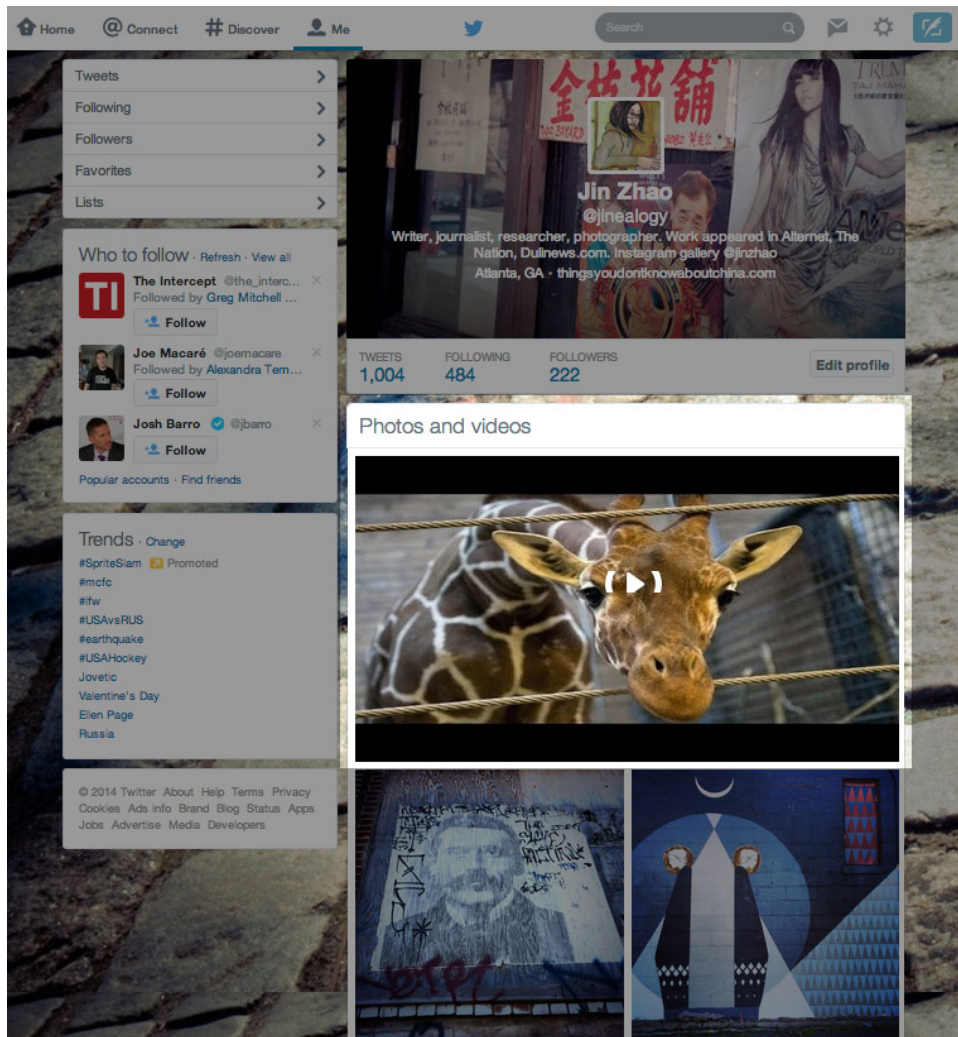 Home
@ Connect
# Discover
Me
Search
Tweets
Following
Followers
Favorites
Lists
Who to follow · Refresh · View all
The Intercept @the_interc...
Followed by Greg Mitchell ...
Follow
Joe Macaré @joemacare
Followed by Alexandra Tem...
Follow
Josh Barro @jbarro
Follow
Popular accounts · Find friends
Trends · Change
#SpriteSlam Promoted
#mcfc
#lfw
#USAvsRUS
#earthquake
#USAHockey
Jovetic
Valentine's Day
Ellen Page
Russia
© 2014 Twitter About Help Terms Privacy
Cookies Ads info Brand Blog Status Apps
Jobs Advertise Media Developers
金枝花舖
TRUM
TAJ MAHA
Jin Zhao
@jinealogy
Writer, journalist, researcher, photographer. Work appeared in Alternet, The
Nation, Dulinews.com. Instagram gallery @jinzhao
Atlanta, GA · thingsyoudontknowaboutchina.com
TWEETS
1,004
FOLLOWING
484
FOLLOWERS
222
Edit profile
Photos and videos
TI